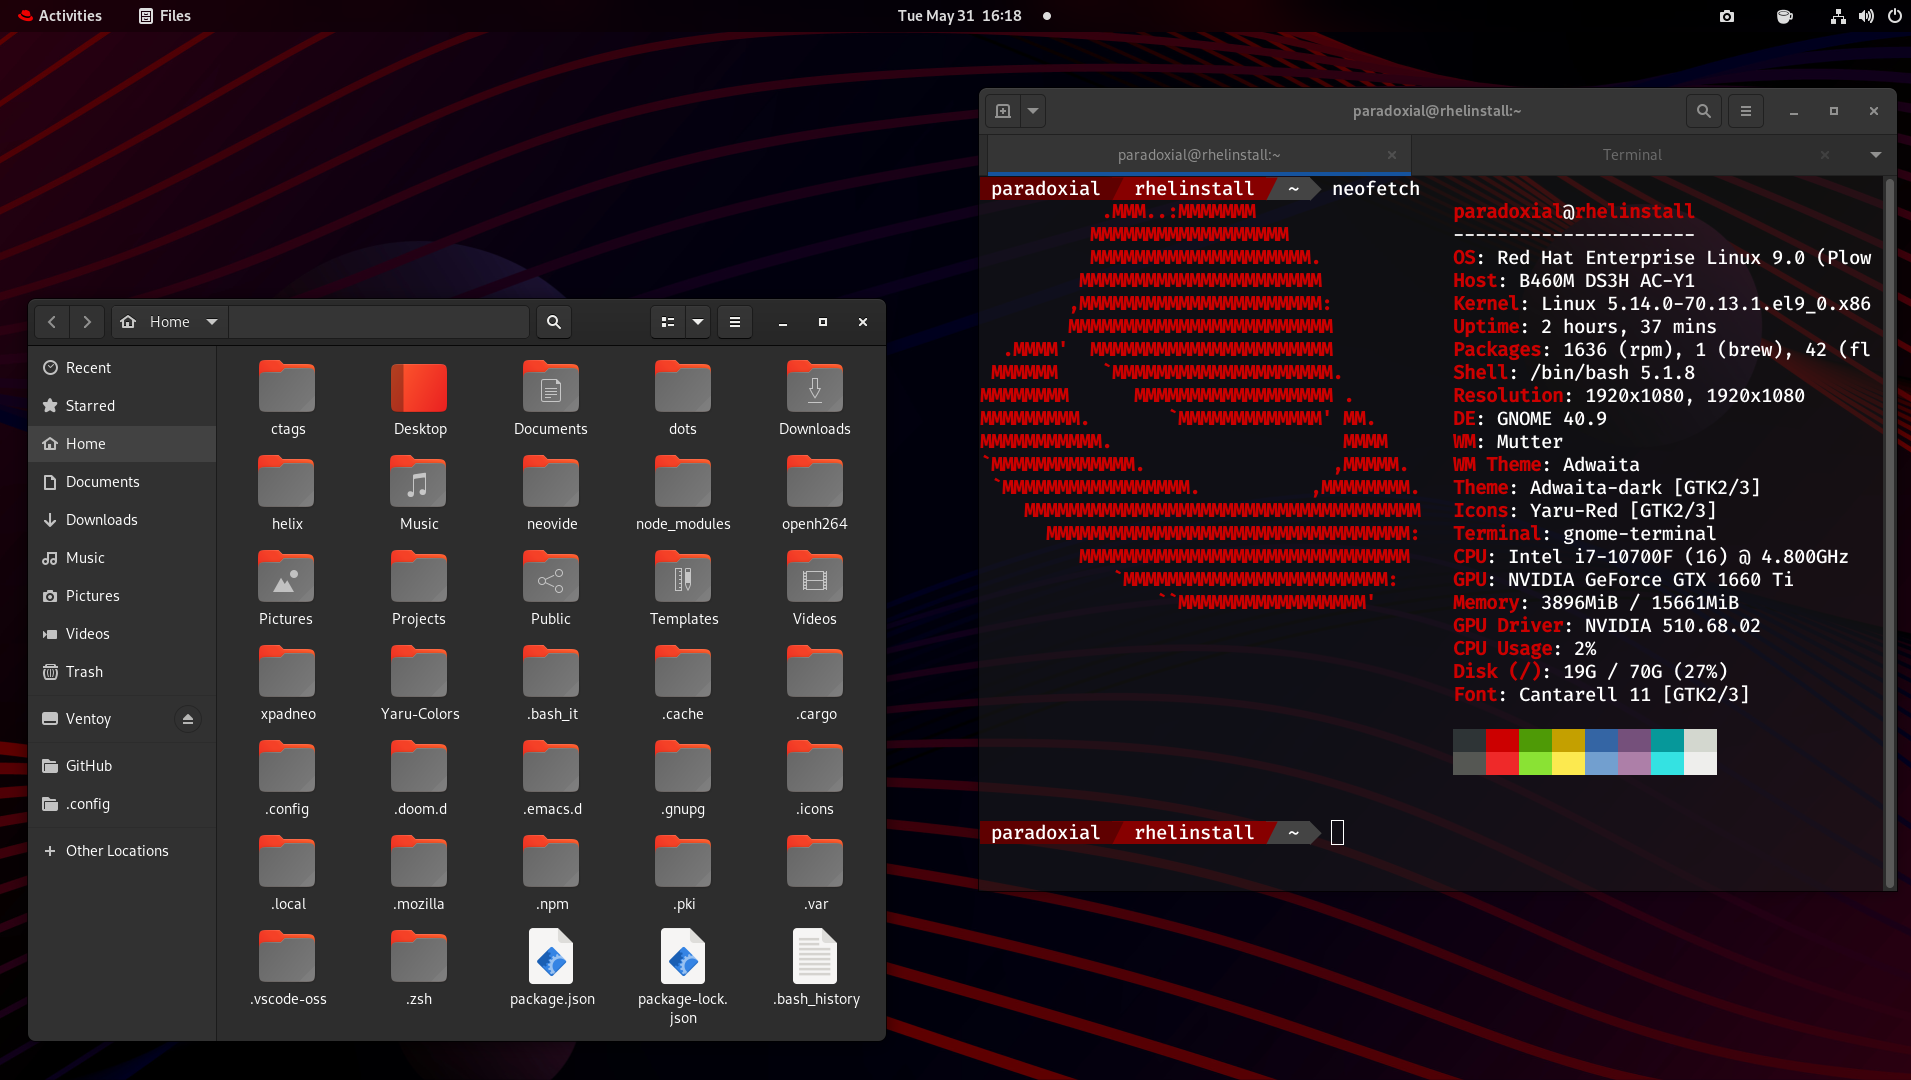 Activities
Files
Tue May 31 16:18
Home
Recent
Starred
Home
Documents
Downloads
Music
Pictures
Videos
Trash
Ventoy
GitHub
.config
Other Locations
ctags
Desktop
Documents
dots
Downloads
helix
Music
neovide
node_modules
openh264
Pictures
Projects
Public
Templates
Videos
xpadneo
Yaru-Colors
.bash_it
.cache
.cargo
.config
.doom.d
.emacs.d
.gnupg
.icons
.local
.mozilla
.npm
.pki
.var
.vscode-oss
.zsh
package.json
package-lock.
json
.bash_history
paradoxial@rhelinstall:~
paradoxial@rhelinstall:~
Terminal
paradoxial rhelinstall ~ neofetch
paradoxial@rhelinstall
----------------------
OS: Red Hat Enterprise Linux 9.0 (Plow
Host: B460M DS3H AC-Y1
Kernel: Linux 5.14.0-70.13.1.el9_0.x86
Uptime: 2 hours, 37 mins
Packages: 1636 (rpm), 1 (brew), 42 (fl
Shell: /bin/bash 5.1.8
Resolution: 1920x1080, 1920x1080
DE: GNOME 40.9
WM: Mutter
WM Theme: Adwaita
Theme: Adwaita-dark [GTK2/3]
Icons: Yaru-Red [GTK2/3]
Terminal: gnome-terminal
CPU: Intel i7-10700F (16) @ 4.800GHz
GPU: NVIDIA GeForce GTX 1660 Ti
Memory: 3896MiB / 15661MiB
GPU Driver: NVIDIA 510.68.02
CPU Usage: 2%
Disk (/): 19G / 70G (27%)
Font: Cantarell 11 [GTK2/3]
paradoxial rhelinstall ~